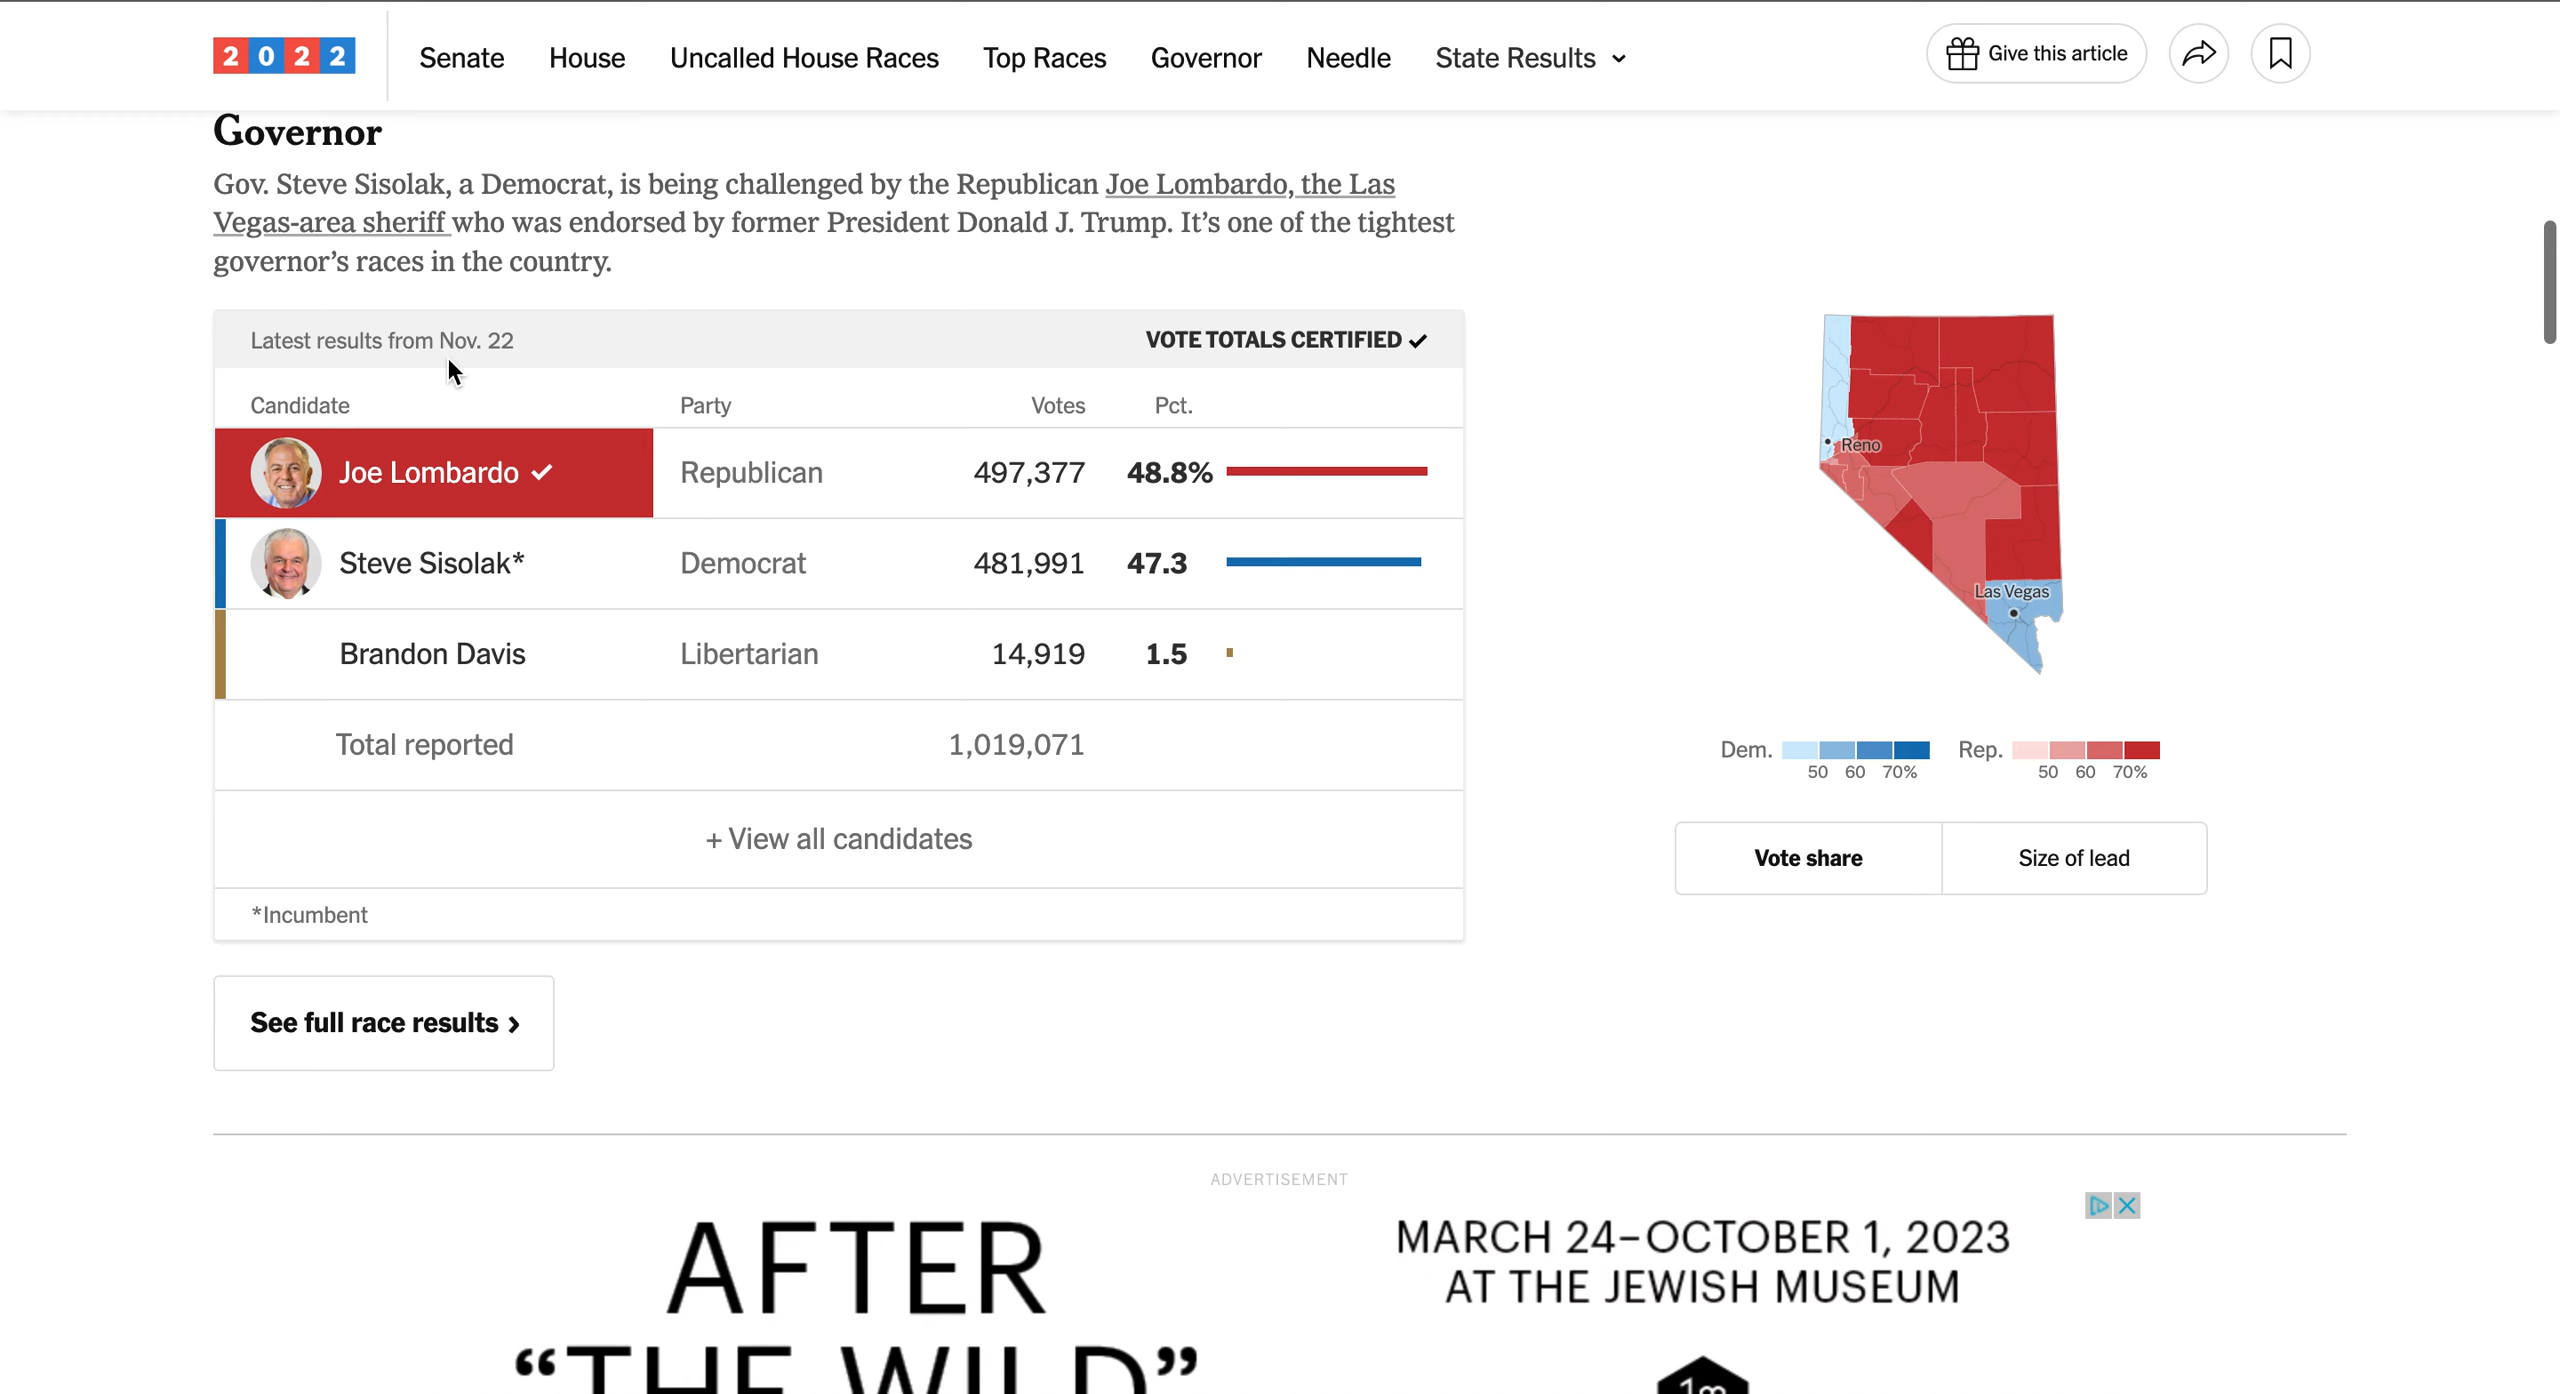 2022
Senate
House
Uncalled House Races
Top Races
Governor
Needle
State Results
Give this article
Governor
Gov. Steve Sisolak, a Democrat, is being challenged by the Republican Joe Lombardo, the Las
Vegas-area sheriff who was endorsed by former President Donald J. Trump. It’s one of the tightest
governor’s races in the country.
Latest results from Nov. 22
VOTE TOTALS CERTIFIED
Candidate Party Votes Pct.
Joe Lombardo Republican 497,377 48.8%
Steve Sisolak* Democrat 481,991 47.3
Brandon Davis Libertarian 14,919 1.5
Total reported 1,019,071
+ View all candidates
*Incumbent
Reno
Las Vegas
Dem. Rep.
50 60 70% 50 60 70%
Vote share
Size of lead
See full race results ›
ADVERTISEMENT
AFTER
“THE WILD”
MARCH 24–OCTOBER 1, 2023
AT THE JEWISH MUSEUM